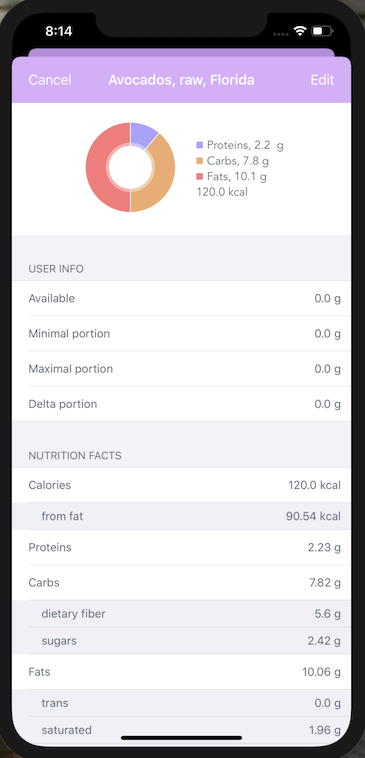 8:14
Cancel Avocados, raw, Florida Edit
Proteins, 2.2 g
Carbs, 7.8 g
Fats, 10.1 g
120.0 kcal
USER INFO
Available 0.0 g
Minimal portion 0.0 g
Maximal portion 0.0 g
Delta portion 0.0 g
NUTRITION FACTS
Calories 120.0 kcal
from fat 90.54 kcal
Proteins 2.23 g
Carbs 7.82 g
dietary fiber 5.6 g
sugars 2.42 g
Fats 10.06 g
trans 0.0 g
saturated 1.96 g